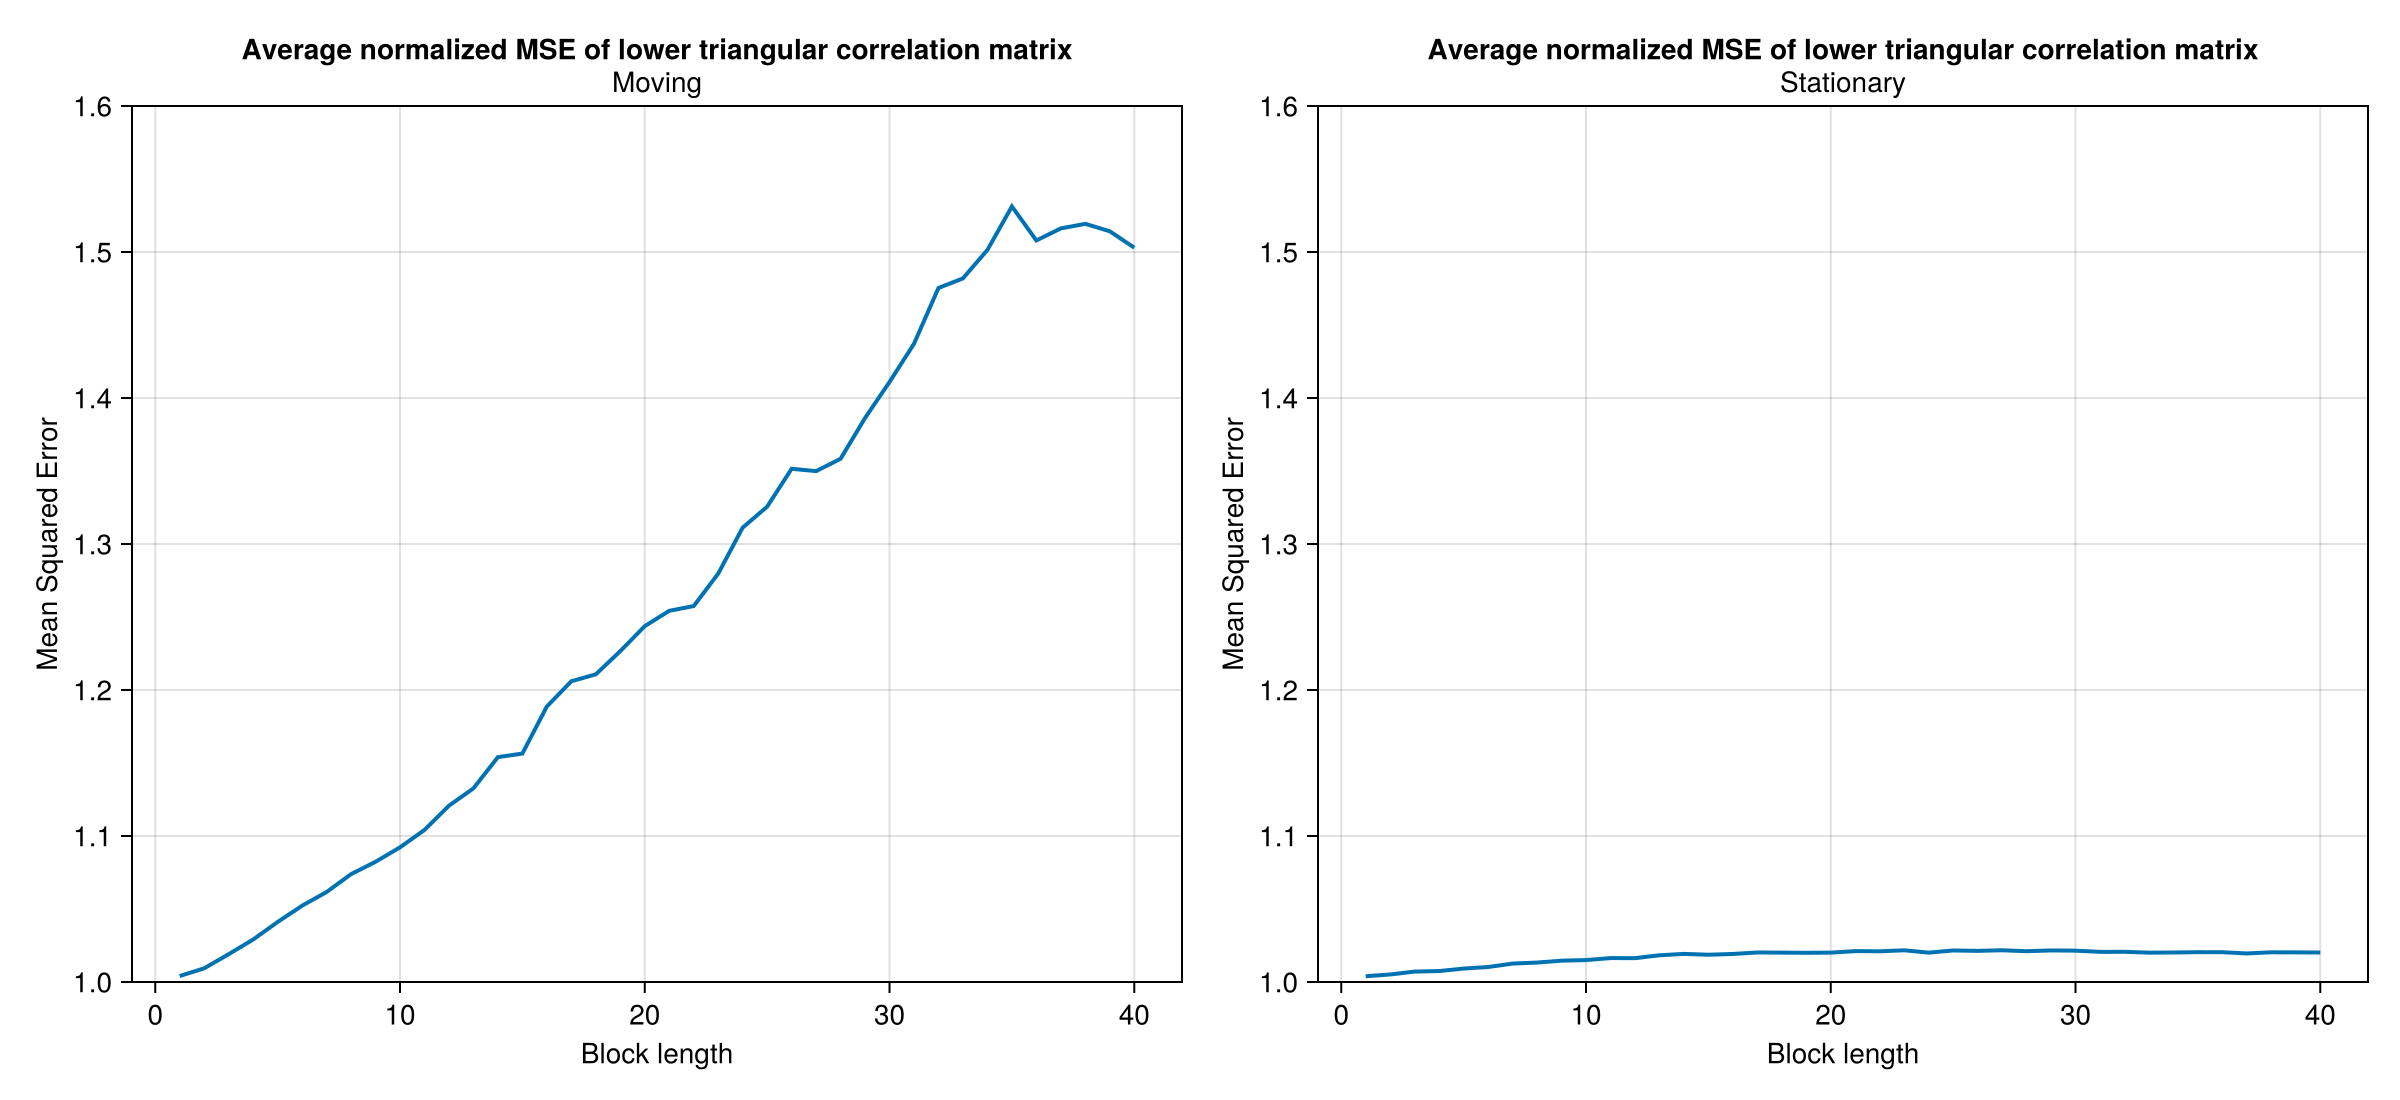 Average normalized MSE of lower triangular correlation matrix
Moving
1.6
1.5
1.4
1.3
1.2
1.1
1.0
Mean Squared Error
0 10 20 30 40
Block length
Average normalized MSE of lower triangular correlation matrix
Stationary
1.6
1.5
1.4
1.3
1.2
1.1
1.0
Mean Squared Error
0 10 20 30 40
Block length